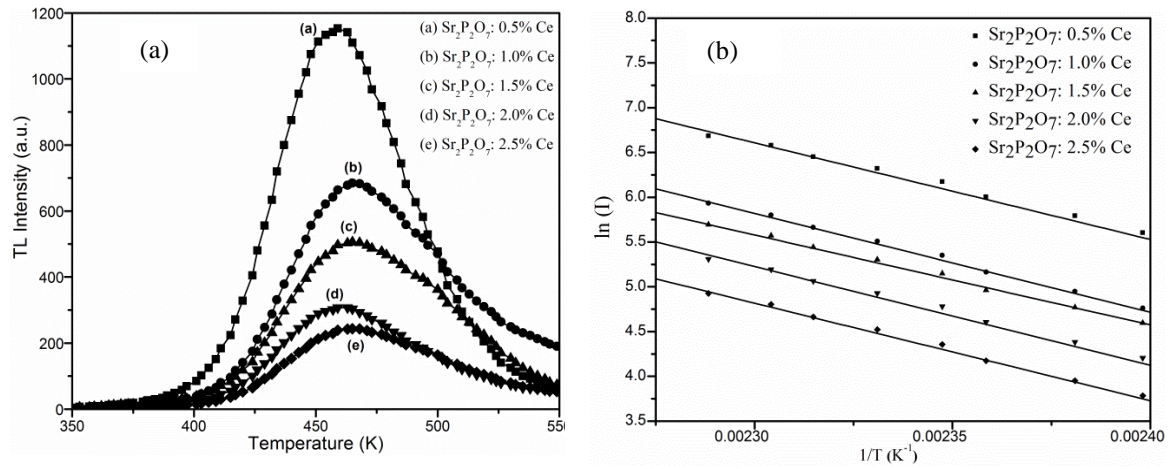 (a)
(a) Sr2P2O7: 0.5% Ce
(b) Sr2P2O7: 1.0% Ce
(c) Sr2P2O7: 1.5% Ce
(d) Sr2P2O7: 2.0% Ce
(e) Sr2P2O7: 2.5% Ce
(a)
(b)
(c)
(d)
(e)
TL Intensity (a.u.)
1200
1000
800
600
400
200
0
350 400 450 500 550
Temperature (K)
(b)
Sr2P2O7: 0.5% Ce
Sr2P2O7: 1.0% Ce
Sr2P2O7: 1.5% Ce
Sr2P2O7: 2.0% Ce
Sr2P2O7: 2.5% Ce
ln (I)
8.0
7.5
7.0
6.5
6.0
5.5
5.0
4.5
4.0
3.5
0.00230 0.00235 0.00240
1/T (K-1)